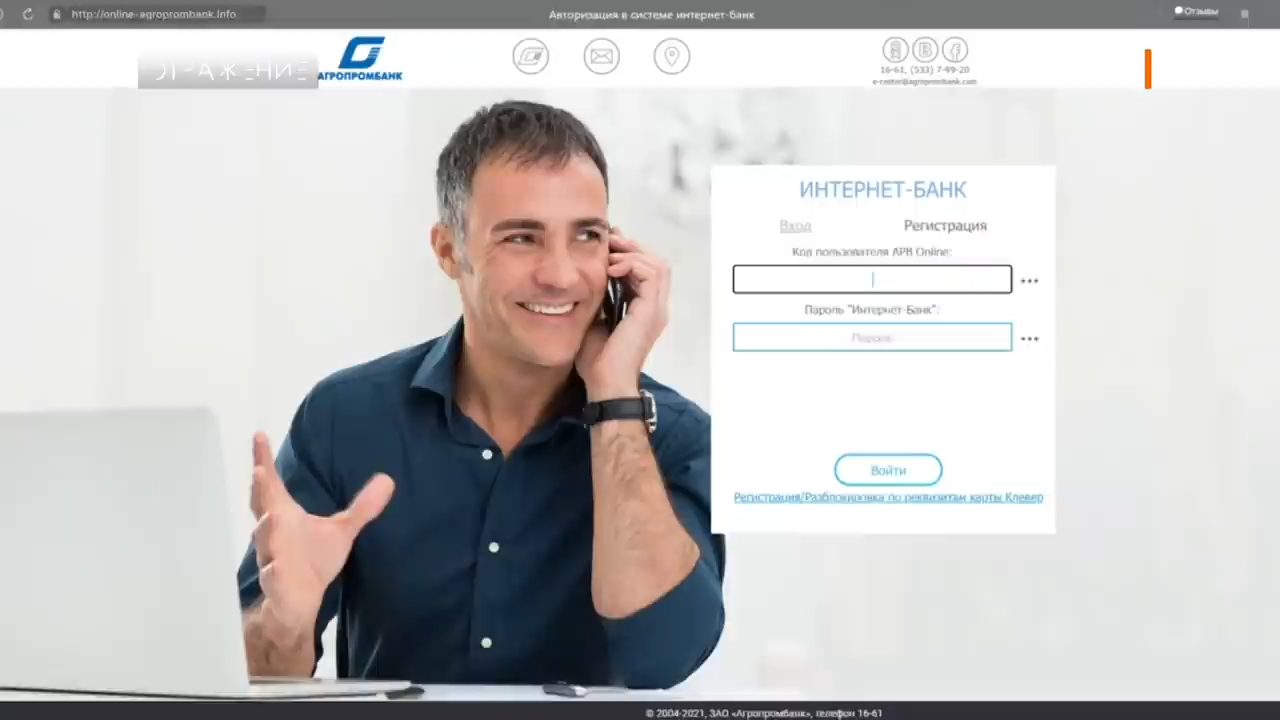 http://online-agroprombank.info
Авторизация в системе интернет-банк
Отзывы
АГРОПРОМБАНК
16-61, (533) 7-99-20
e-center@agroprombank.com
ИНТЕРНЕТ-БАНК
Вход
Регистрация
Код пользователя APB Online:
Пароль "Интернет-Банк":
Пароль
Войти
Регистрация/Разблокировка по реквизитам карты Клевер
© 2004-2021, ЗАО «Агропромбанк», телефон 16-61